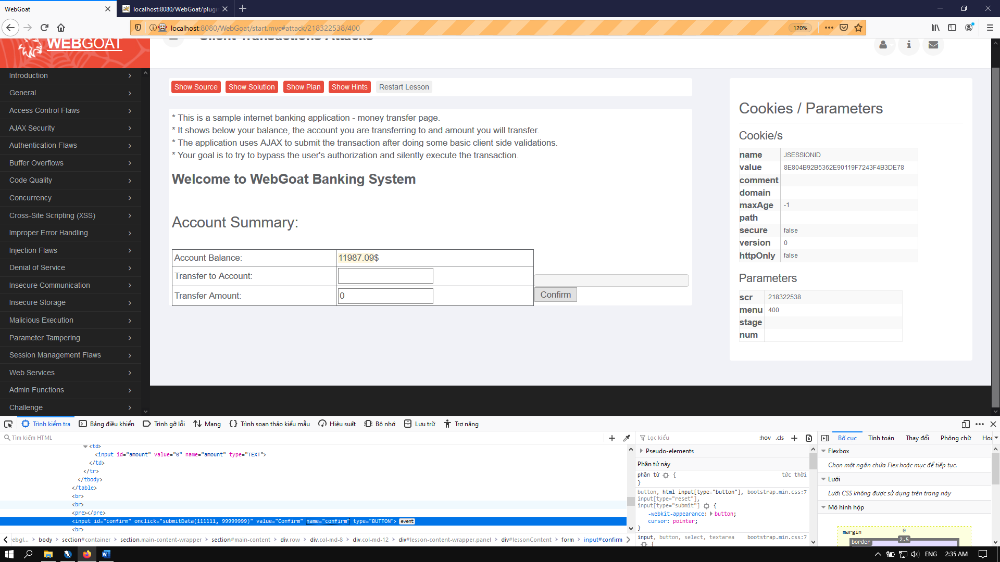 WebGoat
localhost:8080/WebGoat/plugin
localhost:8080/WebGoat/start.mvc#attack/218322538/400
120%
WEBGOAT
Client Transactions Attacks
Introduction
General
Access Control Flaws
AJAX Security
Authentication Flaws
Buffer Overflows
Code Quality
Concurrency
Cross-Site Scripting (XSS)
Improper Error Handling
Injection Flaws
Denial of Service
Insecure Communication
Insecure Storage
Malicious Execution
Parameter Tampering
Session Management Flaws
Web Services
Admin Functions
Challenge
Show Source Show Solution Show Plan Show Hints Restart Lesson
* This is a sample internet banking application - money transfer page.
* It shows below your balance, the account you are transferring to and amount you will transfer.
* The application uses AJAX to submit the transaction after doing some basic client side validations.
* Your goal is to try to bypass the user's authorization and silently execute the transaction.
Welcome to WebGoat Banking System
Account Summary:
Account Balance: 11987.09$
Transfer to Account:
Transfer Amount: 0
Confirm
Cookies / Parameters
Cookie/s
name JSESSIONID
value 8E804B92B5362E90119F7243F4B3DE78
comment
domain
maxAge -1
path
secure false
version 0
httpOnly false
Parameters
scr 218322538
menu 400
stage
num
Trình kiểm tra Bảng điều khiển Trình gỡ lỗi Mạng Trình soạn thảo kiểu mẫu Hiệu suất Bộ nhớ Lưu trữ Trợ năng
Tìm kiếm HTML
<td>
<input id="amount" value="0" name="amount" type="TEXT">
</td>
</tr>
</tbody>
</table>
<br>
<br>
<pre></pre>
<input id="confirm" onclick="submitData(111111, 99999999)" value="Confirm" name="confirm" type="BUTTON"> event
<br>
body section#container section.main-content-wrapper section#main-content div.row div.col-md-8 div.col-md-12 div#lesson-content-wrapper.panel div#lessonContent form input#confirm
Lọc kiểu :hov .cls
Pseudo-elements
Phần tử này
phần tử { tức thời
}
button, html input[type="button"], bootstrap.min.css:7
input[type="reset"],
input[type="submit"] {
-webkit-appearance: button;
cursor: pointer;
}
input, button, select, textarea bootstrap.min.css:7
{
Bố cục Tính toán Thay đổi Phông chữ Hoạ
Flexbox
Chọn một ngăn chứa Flex hoặc mục để tiếp tục.
Lưới
Lưới CSS không được sử dụng trên trang này
Mô hình hộp
margin 0
border 2.5
ENG 2:35 AM